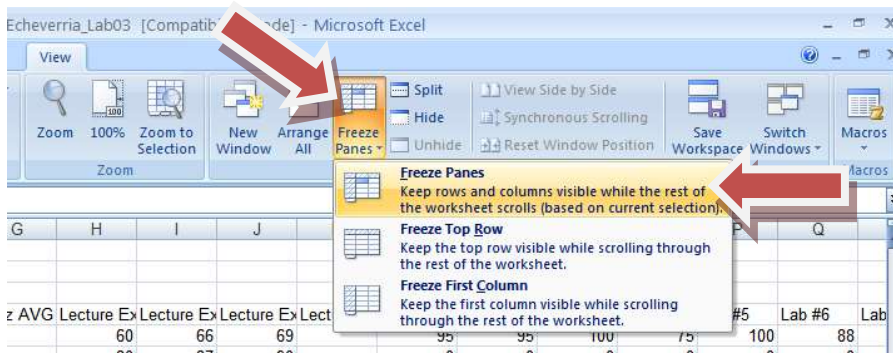 Echeverria_Lab03 [Compatib de] - Microsoft Excel
View
Zoom 100% Zoom to Selection
New Window Arrange All Freeze Panes
Split
Hide
Unhide
View Side by Side
Synchronous Scrolling
Reset Window Position
Save Workspace Switch Windows Macros
Zoom Macros
Freeze Panes
Keep rows and columns visible while the rest of
the worksheet scrolls (based on current selection).
Freeze Top Row
Keep the top row visible while scrolling through
the rest of the worksheet.
Freeze First Column
Keep the first column visible while scrolling
through the rest of the worksheet.
G H I J P Q
z AVG Lecture Ex Lecture Ex Lecture Ex Lect #5 Lab #6 Lab
60 66 69 95 95 100 75 100 88